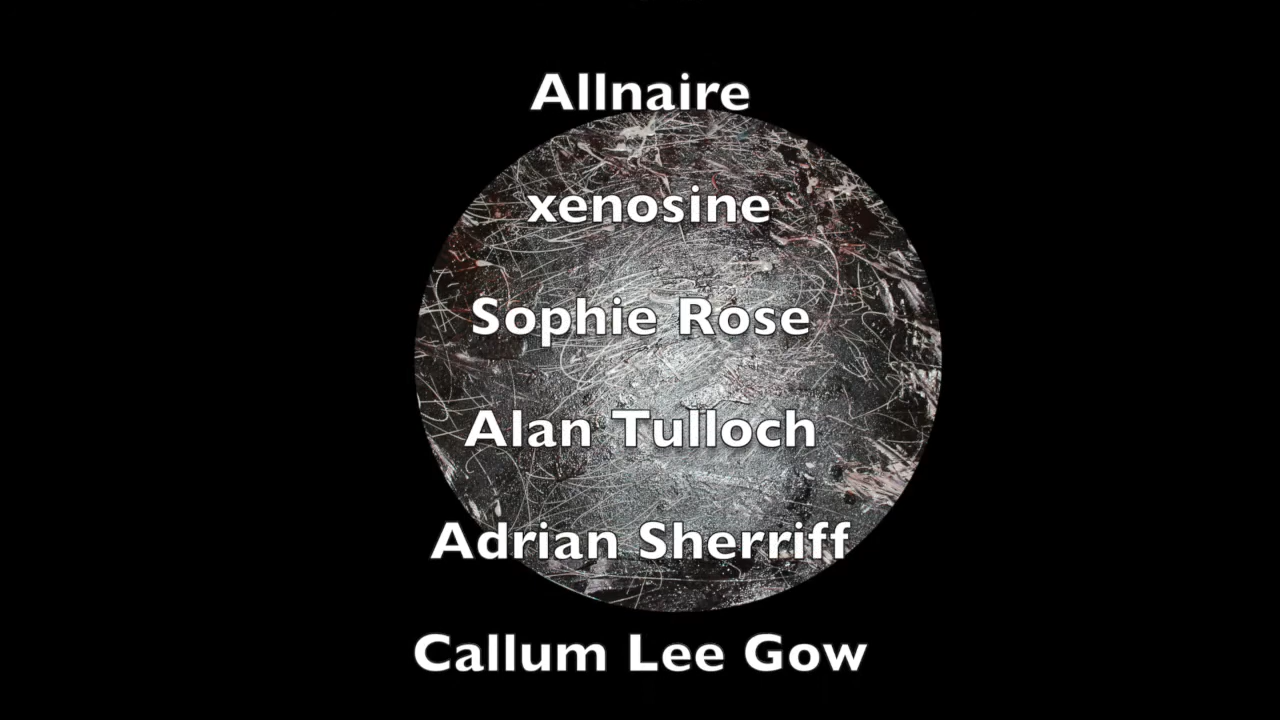 Allnaire
xenosine
Sophie Rose
Alan Tulloch
Adrian Sherriff
Callum Lee Gow